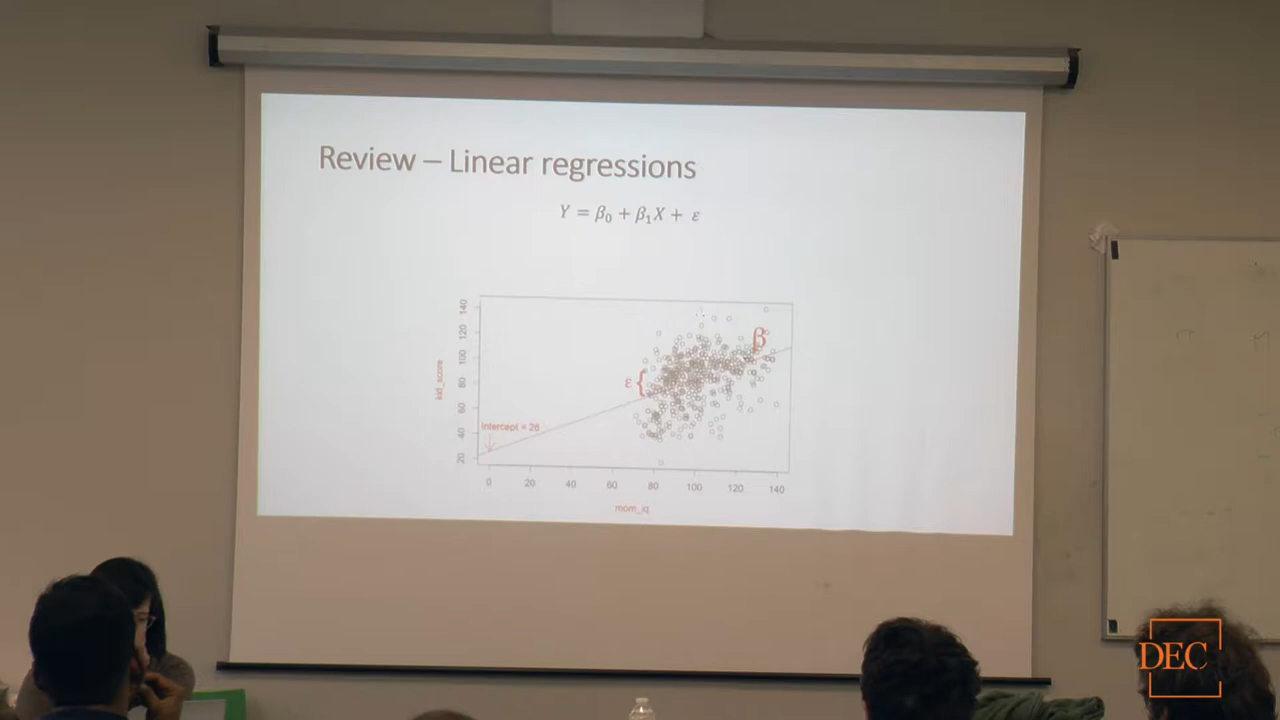 Review – Linear regressions
Y = β₀ + β₁X + ε
140
120
100
80
60
40
20
kid_score
β
ε {
Intercept = 26
0 20 40 60 80 100 120 140
mom_iq
DEC